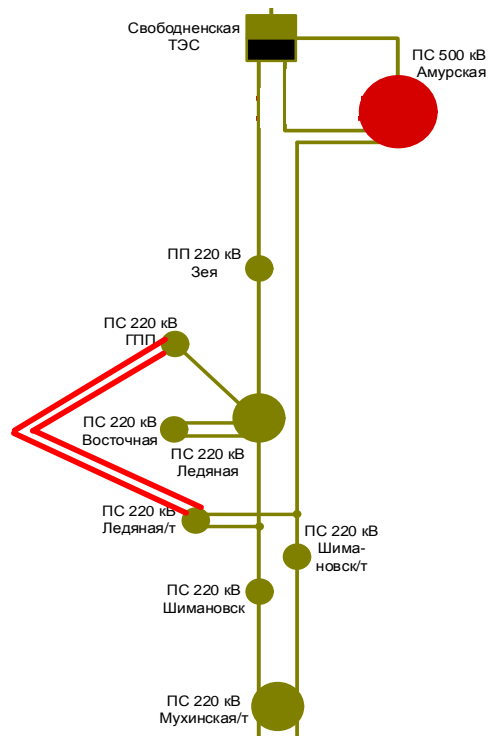 Свободненская
ТЭС
ПС 500 кВ
Амурская
ПП 220 кВ
Зея
ПС 220 кВ
ГПП
ПС 220 кВ
Восточная
ПС 220 кВ
Ледяная
ПС 220 кВ
Ледяная/т
ПС 220 кВ
Шима-
новск/т
ПС 220 кВ
Шимановск
ПС 220 кВ
Мухинская/т